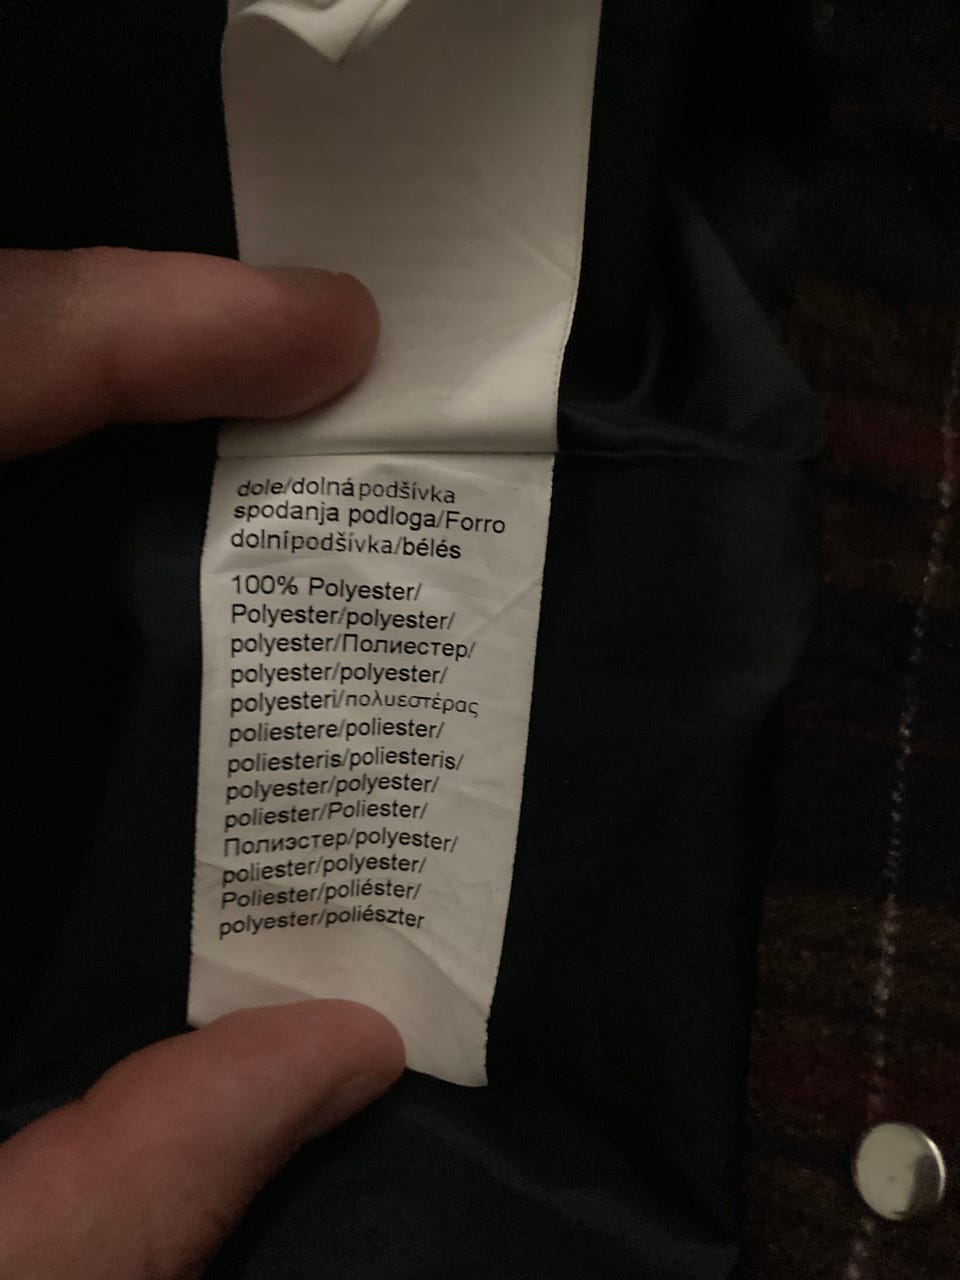 dole/dolná podšívka
spodanja podloga/Forro
dolnípodšívka/bélés
100% Polyester/
Polyester/polyester/
polyester/Полиестер/
polyester/polyester/
polyesteri/πολυεστέρας
poliestere/poliester/
poliesteris/poliesteris/
polyester/polyester/
poliester/Poliester/
Полиэстер/polyester/
poliester/polyester/
Poliester/poliéster/
polyester/poliészter